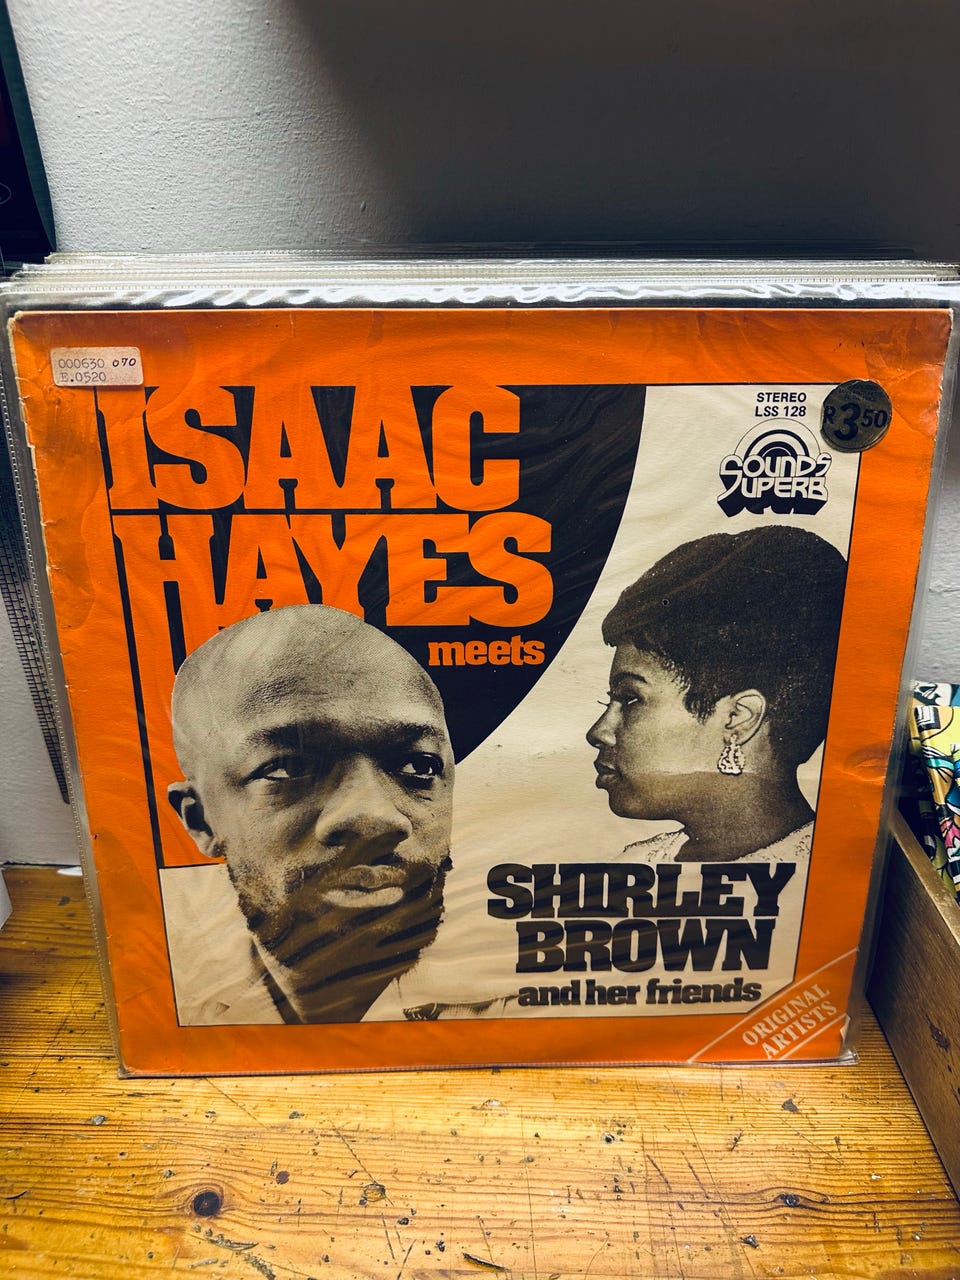 000630 070
E.0520
ISAAC
HAYES
meets
STEREO
LSS 128
R3.50
SOUNDS
SUPERB
SHIRLEY
BROWN
and her friends
ORIGINAL
ARTISTS